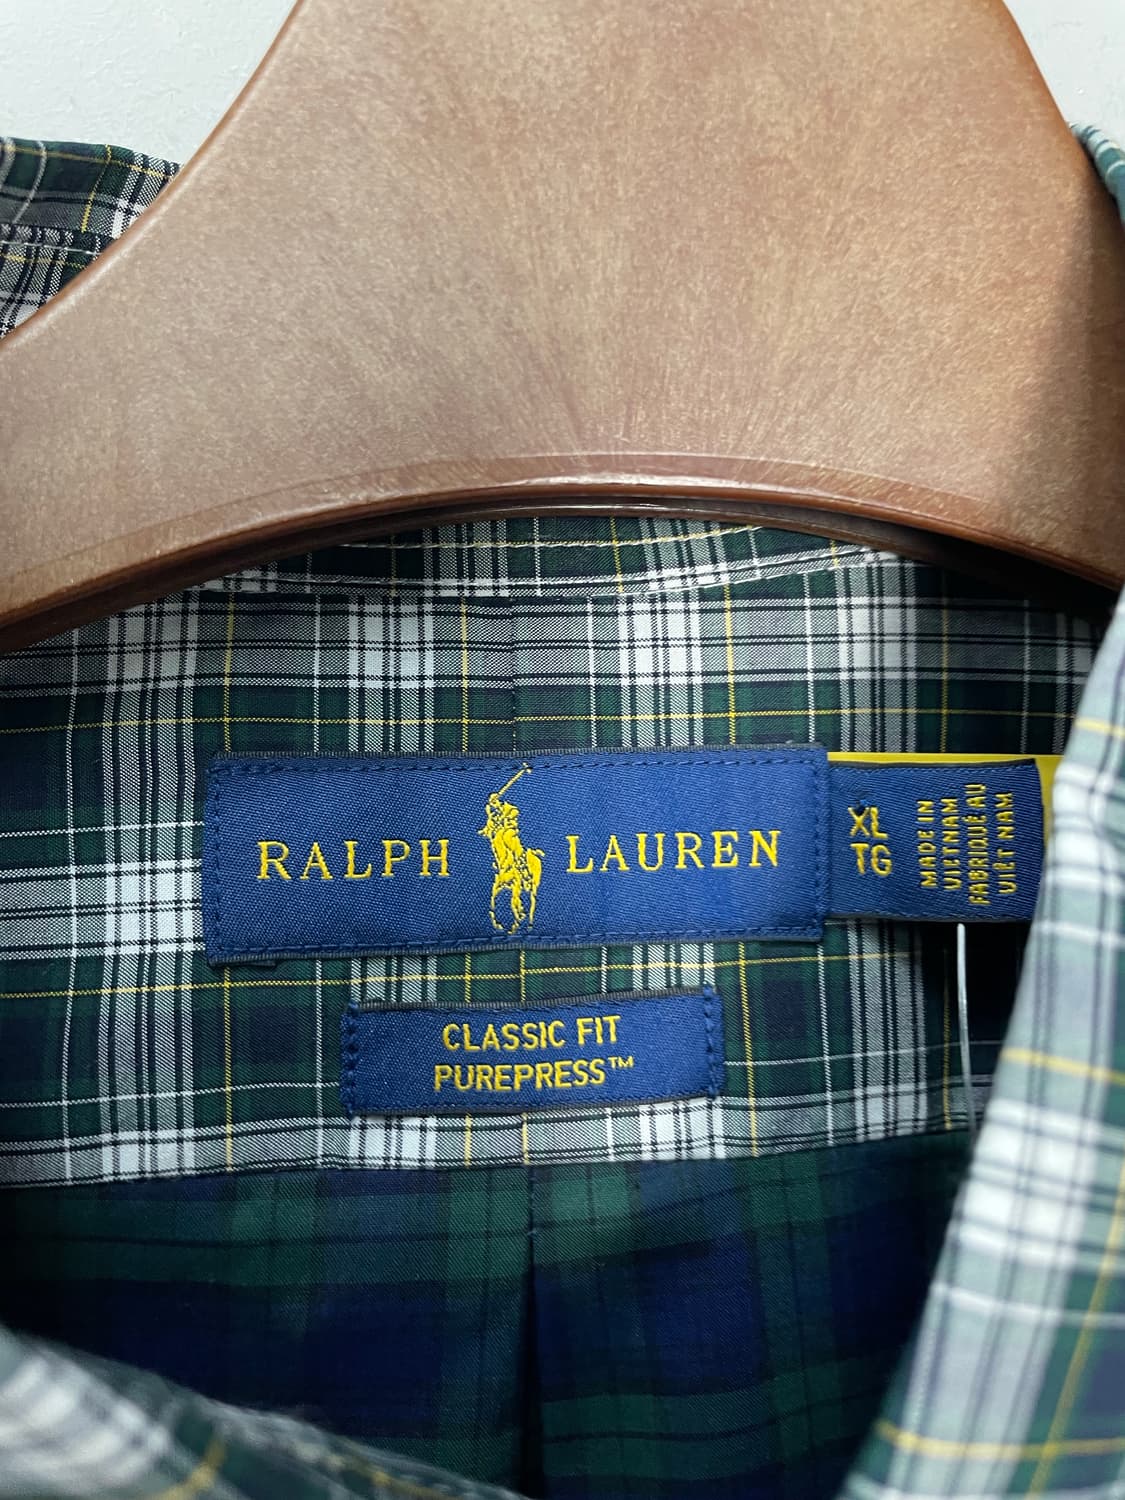 RALPH LAUREN
XL
TG
MADE IN
VIETNAM
FABRIQUÉ AU
VIÊT NAM
CLASSIC FIT
PUREPRESS™